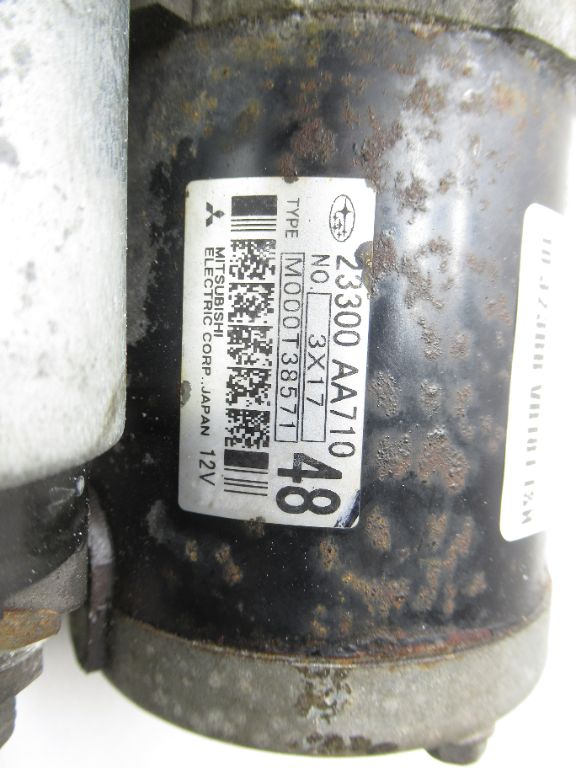 23300 AA710
NO. 3X17
TYPE M000T38571
48
MITSUBISHI
ELECTRIC CORP., JAPAN 12V